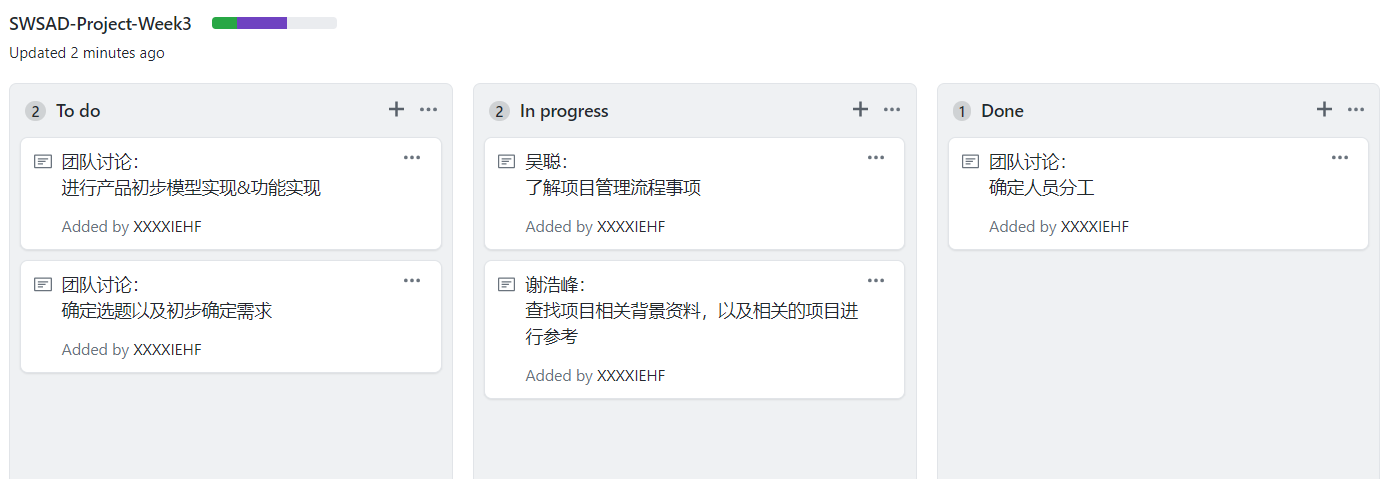 SWSAD-Project-Week3
Updated 2 minutes ago
2 To do
团队讨论：
进行产品初步模型实现&功能实现
Added by XXXXIEHF
团队讨论：
确定选题以及初步确定需求
Added by XXXXIEHF
2 In progress
吴聪：
了解项目管理流程事项
Added by XXXXIEHF
谢浩峰：
查找项目相关背景资料，以及相关的项目进
行参考
Added by XXXXIEHF
1 Done
团队讨论：
确定人员分工
Added by XXXXIEHF